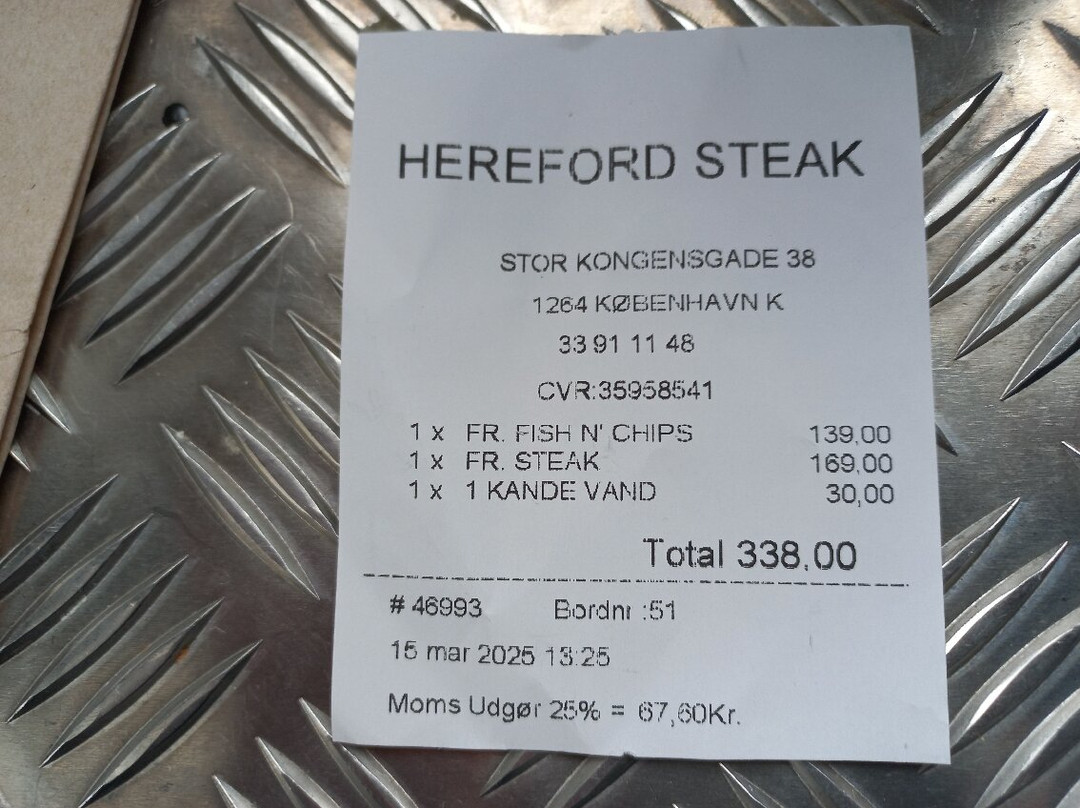 HEREFORD STEAK
STOR KONGENSGADE 38
1264 KØBENHAVN K
33 91 11 48
CVR:35958541
1 x FR. FISH N' CHIPS 139,00
1 x FR. STEAK 169,00
1 x 1 KANDE VAND 30,00
Total 338,00
# 46993 Bordnr :51
15 mar 2025 13:25
Moms Udgør 25% = 67,60Kr.